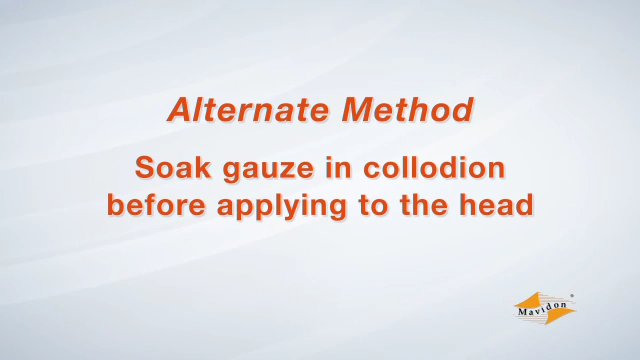 Alternate Method
Soak gauze in collodion
before applying to the head
Mavidon